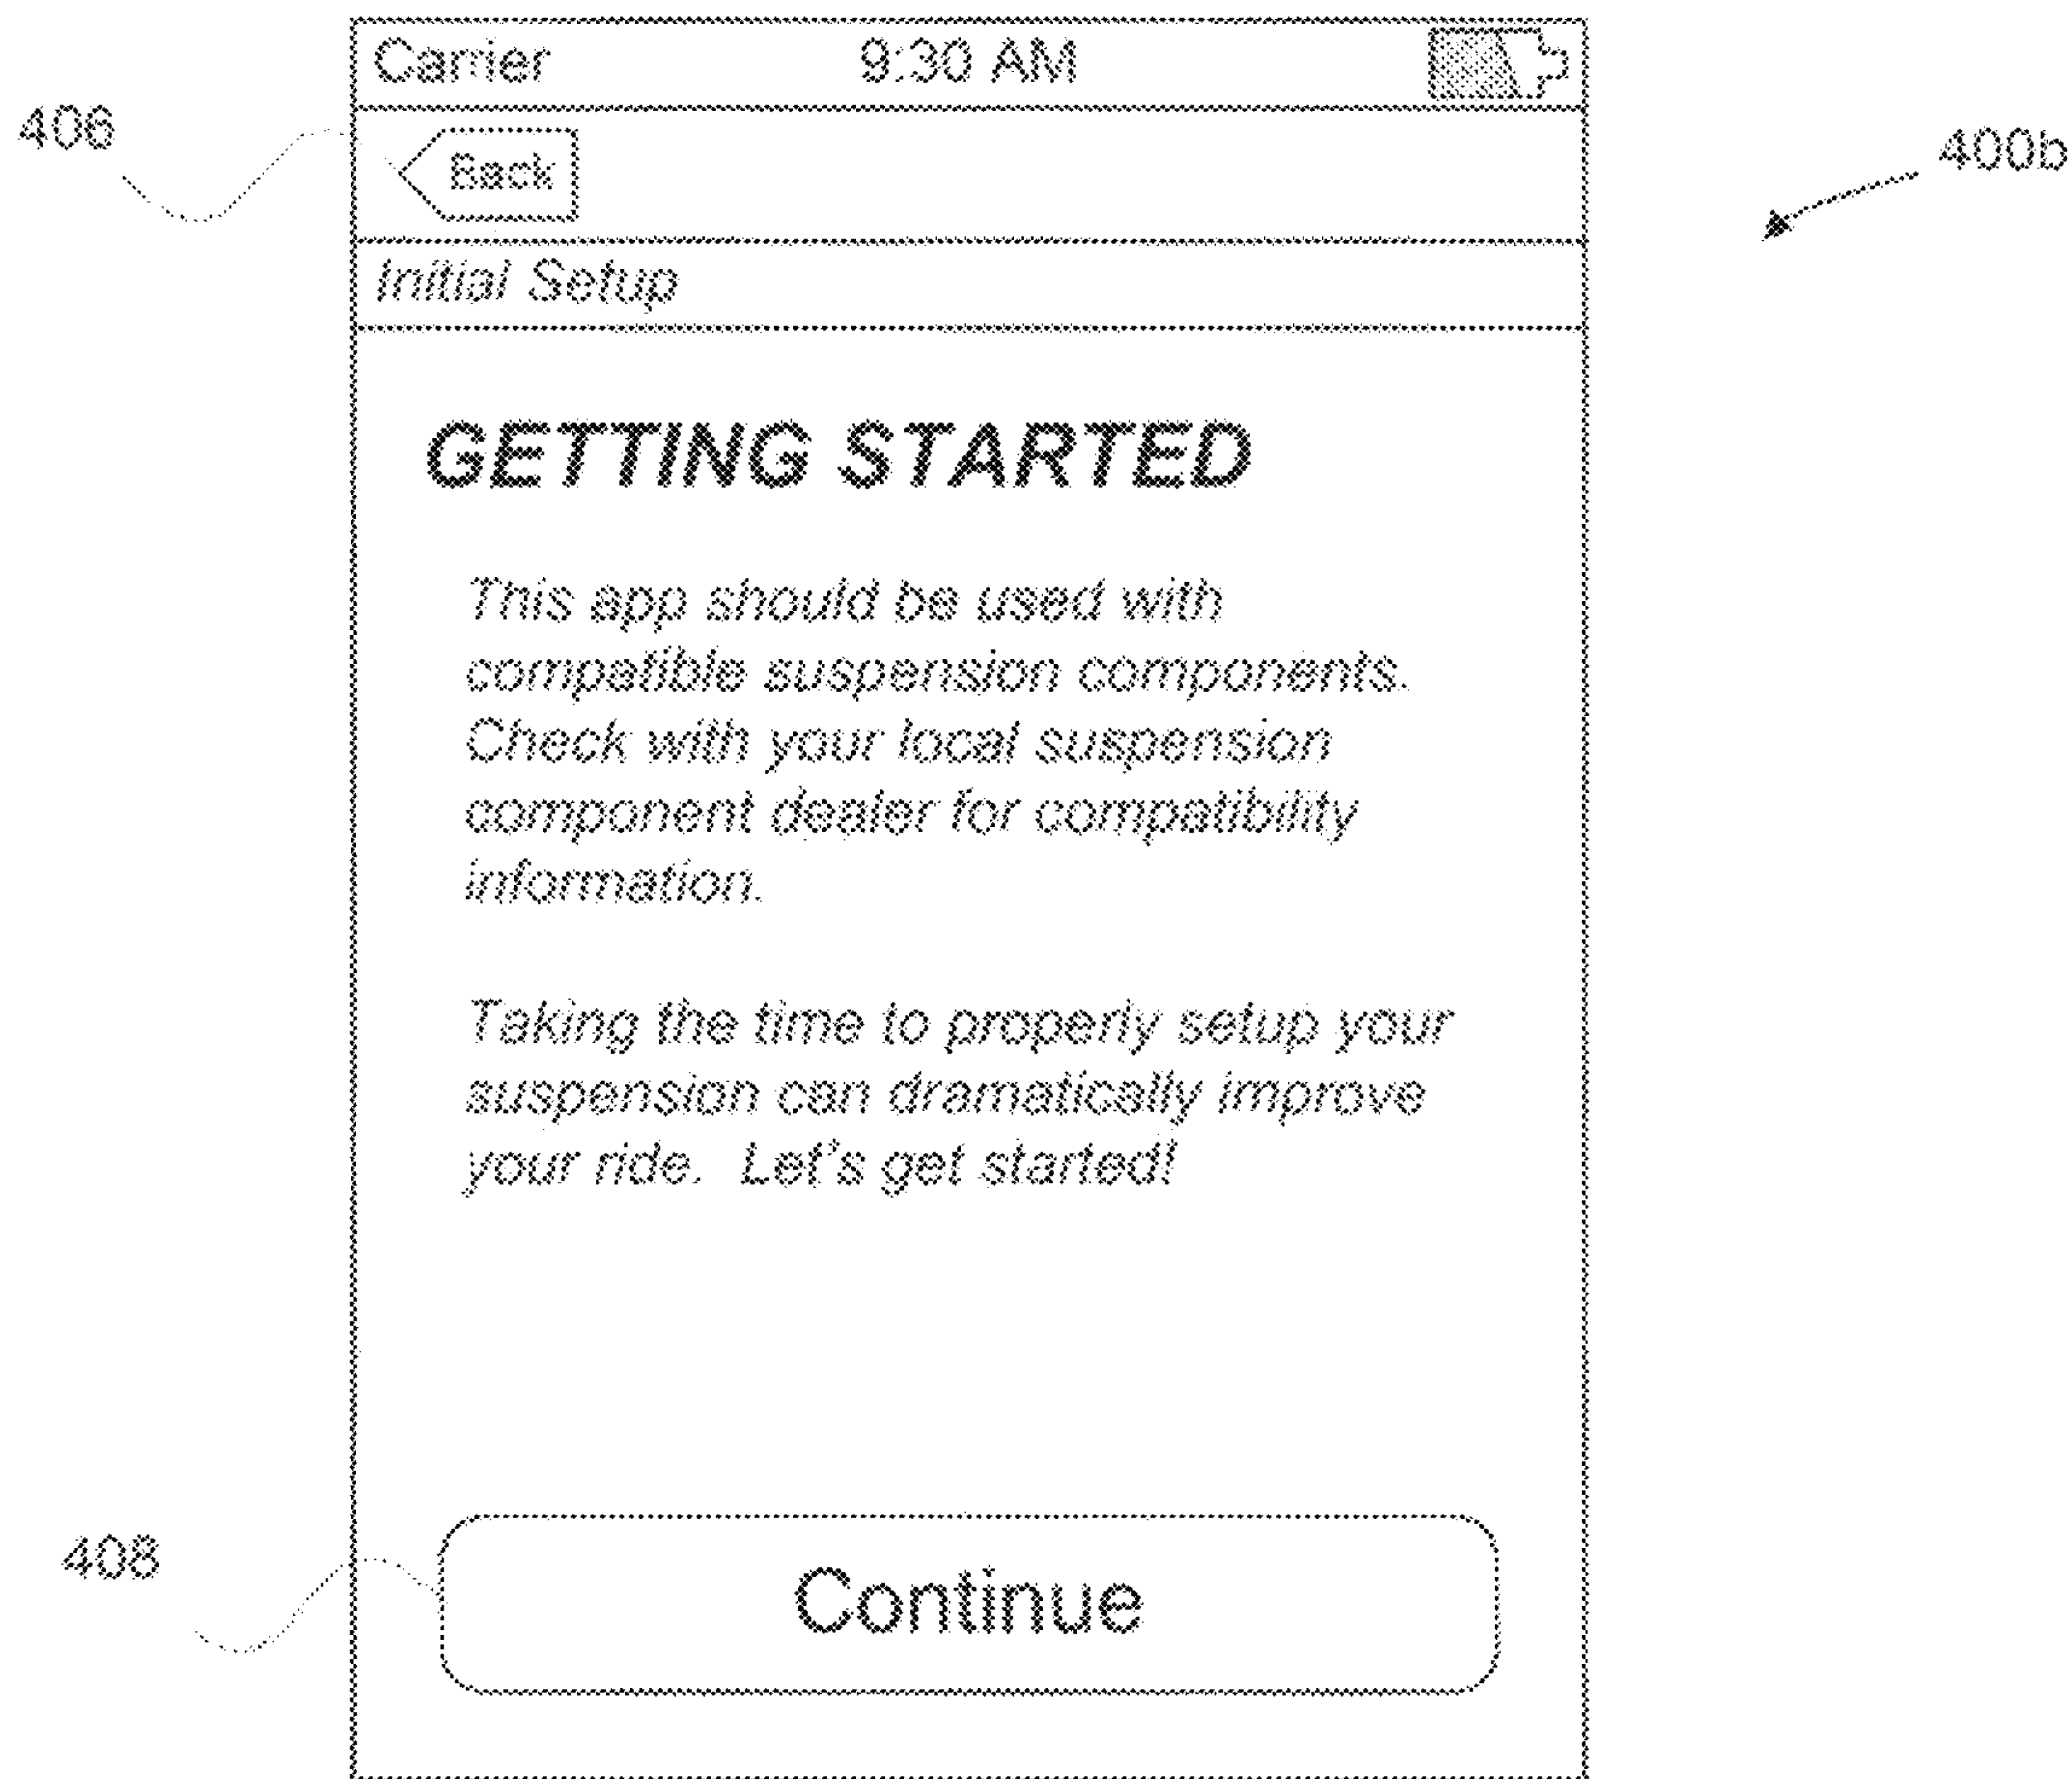 Carrier 9:30 AM
406
400b
Back
Initial Setup
GETTING STARTED
This app should be used with
compatible suspension components.
Check with your local suspension
component dealer for compatibility
information.
Taking the time to properly setup your
suspension can dramatically improve
your ride. Let's get started!
408
Continue